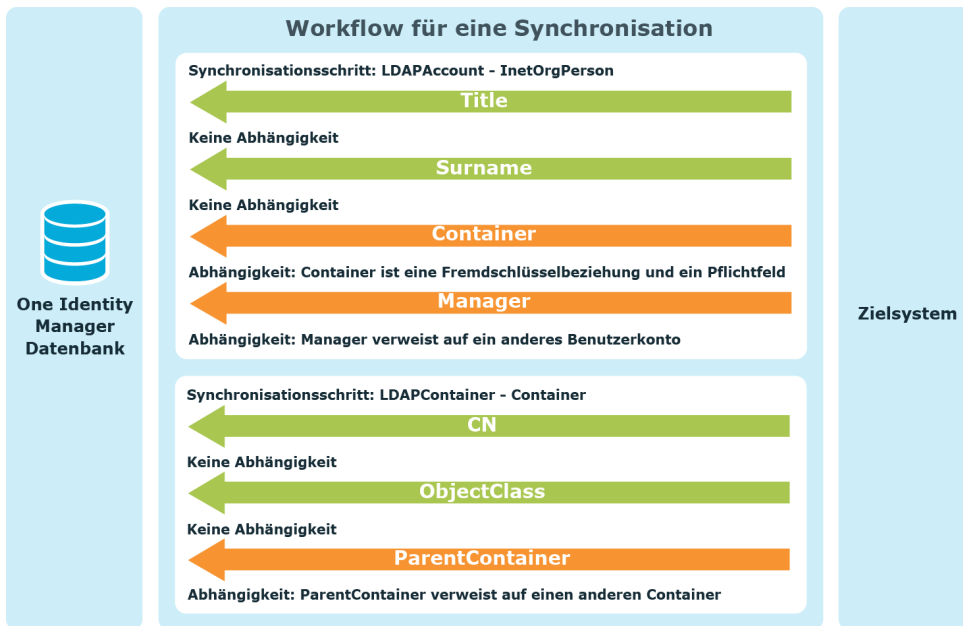 Workflow für eine Synchronisation
Synchronisationsschritt: LDAPAccount - InetOrgPerson
Title
Keine Abhängigkeit
Surname
Keine Abhängigkeit
Container
Abhängigkeit: Container ist eine Fremdschlüsselbeziehung und ein Pflichtfeld
Manager
Abhängigkeit: Manager verweist auf ein anderes Benutzerkonto
Synchronisationsschritt: LDAPContainer - Container
CN
Keine Abhängigkeit
ObjectClass
Keine Abhängigkeit
ParentContainer
Abhängigkeit: ParentContainer verweist auf einen anderen Container
One Identity
Manager
Datenbank
Zielsystem